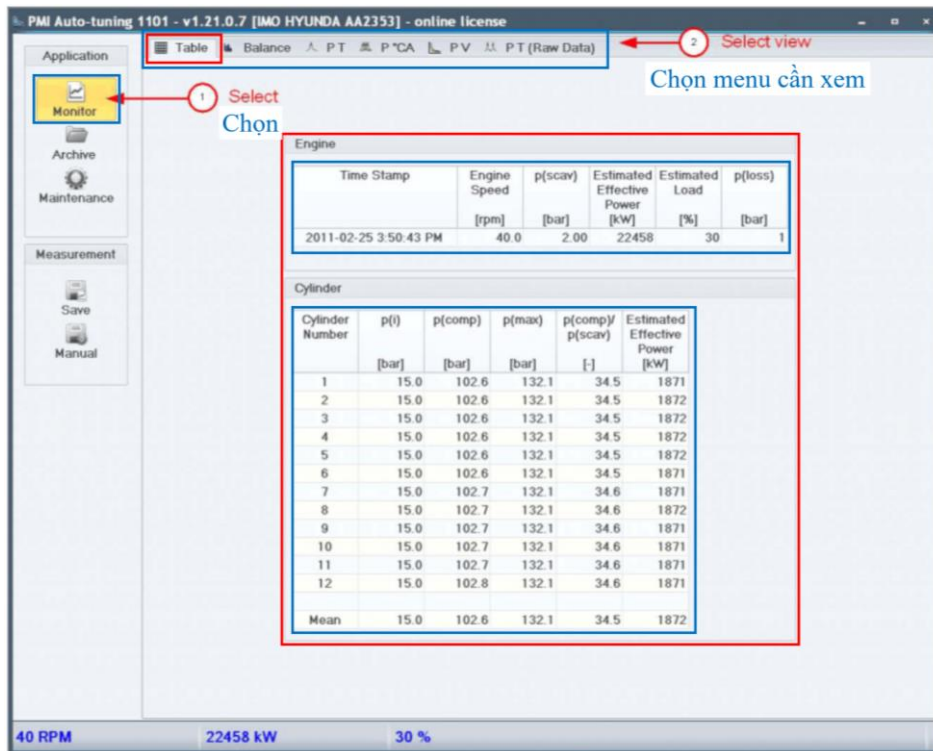 PMI Auto-tuning 1101 - v1.21.0.7 [IMO HYUNDA AA2353] - online license
Application
Table Balance P T P*CA P V P T (Raw Data)
2 Select view
Chọn menu cần xem
Monitor
1 Select
Chọn
Archive
Maintenance
Measurement
Save
Manual
Engine
Time Stamp Engine Speed [rpm] p(scav) [bar] Estimated Effective Power [kW] Estimated Load [%] p(loss) [bar]
2011-02-25 3:50:43 PM 40.0 2.00 22458 30 1
Cylinder
Cylinder Number p(i) [bar] p(comp) [bar] p(max) [bar] p(comp)/ p(scav) [-] Estimated Effective Power [kW]
1 15.0 102.6 132.1 34.5 1871
2 15.0 102.6 132.1 34.5 1872
3 15.0 102.6 132.1 34.5 1872
4 15.0 102.6 132.1 34.5 1872
5 15.0 102.6 132.1 34.5 1872
6 15.0 102.6 132.1 34.5 1871
7 15.0 102.7 132.1 34.6 1871
8 15.0 102.7 132.1 34.6 1872
9 15.0 102.7 132.1 34.6 1871
10 15.0 102.7 132.1 34.6 1871
11 15.0 102.7 132.1 34.6 1871
12 15.0 102.8 132.1 34.6 1871
Mean 15.0 102.6 132.1 34.5 1872
40 RPM 22458 kW 30 %